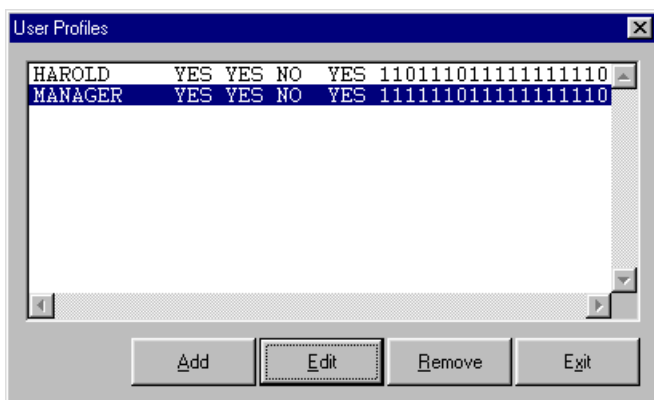 User Profiles
HAROLD YES YES NO YES 110111011111111110
MANAGER YES YES NO YES 111111011111111110
Add Edit Remove Exit